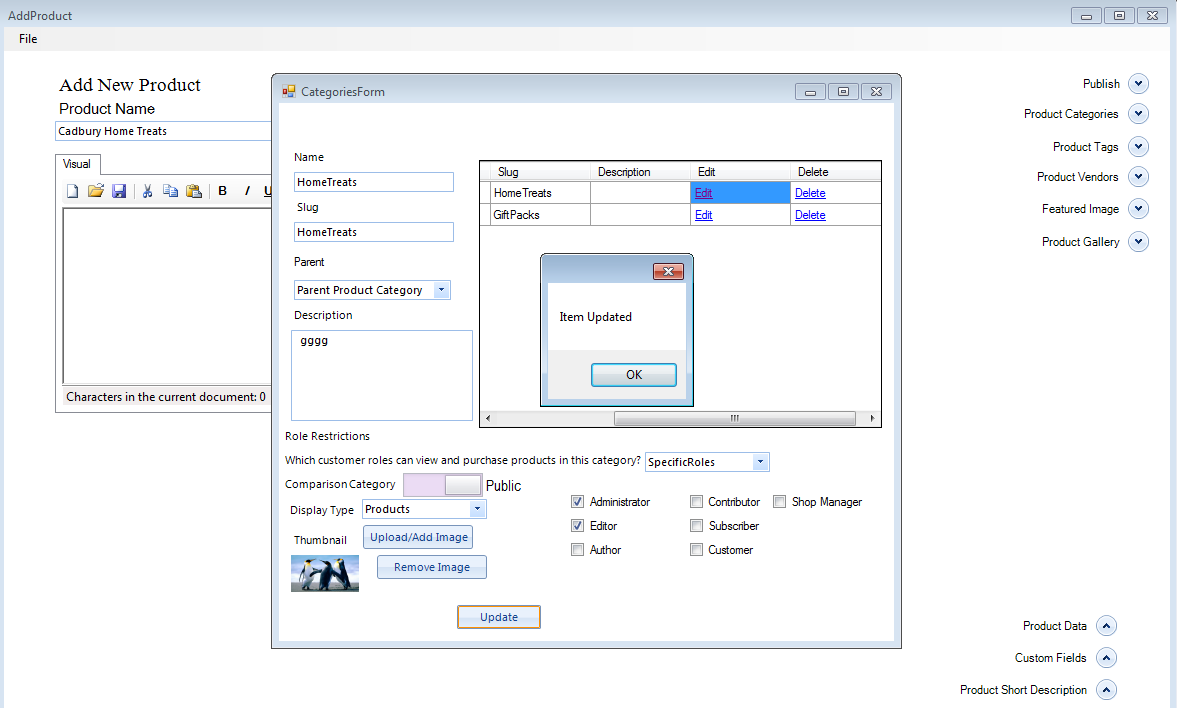 AddProduct
File
Add New Product
Product Name
Cadbury Home Treats
Visual
B I U
Characters in the current document: 0
CategoriesForm
Name
HomeTreats
Slug
HomeTreats
Parent
Parent Product Category
Description
gggg
Slug Description Edit Delete
HomeTreats Edit Delete
GiftPacks Edit Delete
Item Updated
OK
Role Restrictions
Which customer roles can view and purchase products in this category? SpecificRoles
Comparison Category Public
Display Type Products
Thumbnail Upload/Add Image
Remove Image
Administrator Contributor Shop Manager
Editor Subscriber
Author Customer
Update
Publish
Product Categories
Product Tags
Product Vendors
Featured Image
Product Gallery
Product Data
Custom Fields
Product Short Description